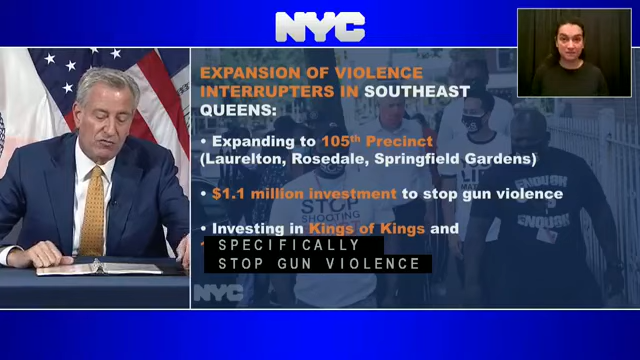 NYC
EXPANSION OF VIOLENCE
INTERRUPTERS IN SOUTHEAST
QUEENS:
• Expanding to 105th Precinct
(Laurelton, Rosedale, Springfield Gardens)
• $1.1 million investment to stop gun violence
• Investing in Kings of Kings and
SPECIFICALLY
STOP GUN VIOLENCE
STOP
SHOOTING
ENOUGH
ENOUGH
NYC